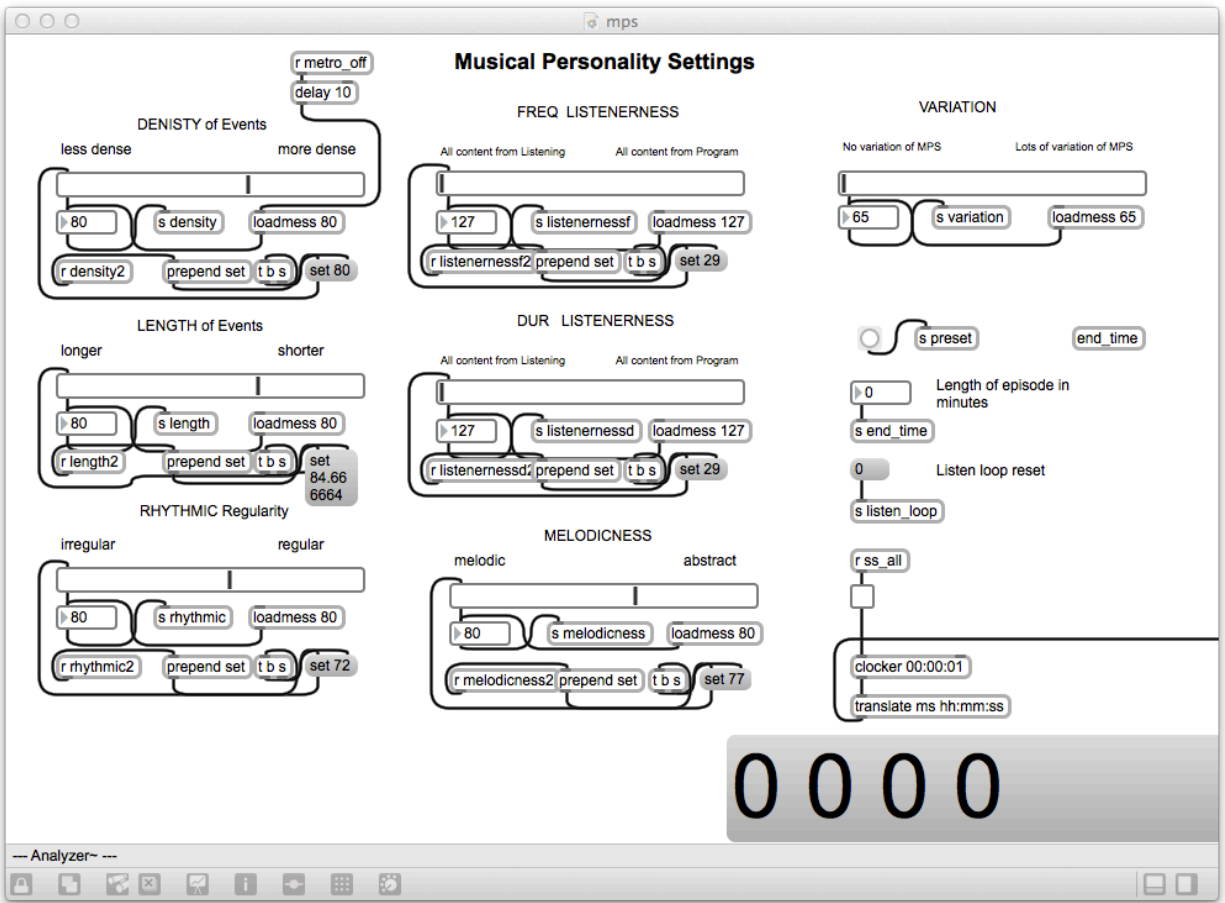 mps
Musical Personality Settings
r metro_off
delay 10
DENISTY of Events
less dense more dense
80 s density loadmess 80
r density2 prepend set t b s set 80
LENGTH of Events
longer shorter
80 s length loadmess 80
r length2 prepend set t b s set
84.66
6664
RHYTHMIC Regularity
irregular regular
80 s rhythmic loadmess 80
r rhythmic2 prepend set t b s set 72
FREQ LISTENERNESS
All content from Listening All content from Program
127 s listenernessf loadmess 127
r listenernessf2 prepend set t b s set 29
DUR LISTENERNESS
All content from Listening All content from Program
127 s listenernessd loadmess 127
r listenernessd2 prepend set t b s set 29
MELODICNESS
melodic abstract
80 s melodicness loadmess 80
r melodicness2 prepend set t b s set 77
VARIATION
No variation of MPS Lots of variation of MPS
65 s variation loadmess 65
s preset end_time
0 Length of episode in
minutes
s end_time
0 Listen loop reset
s listen_loop
r ss_all
clocker 00:00:01
translate ms hh:mm:ss
0 0 0 0
--- Analyzer~ ---